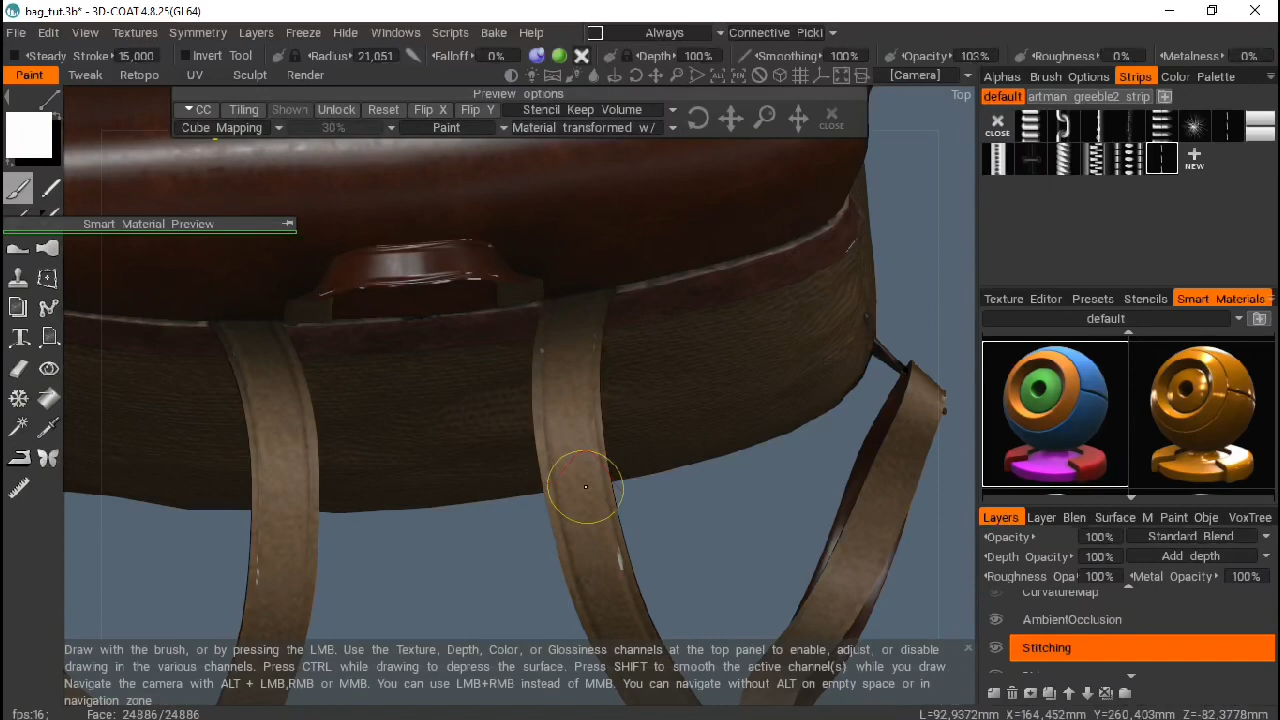 bag_tut.3b* - 3D-COAT4.8.25(GL64)
File Edit View Textures Symmetry Layers Freeze Hide Windows Scripts Bake Help Always Connective Picki
Steady Stroke 15,000 Invert Tool Radius 21,051 Falloff 0% Depth 100% Smoothing 100% Opacity 103% Roughness 0% Metalness 0%
Paint Tweak Retopo UV Sculpt Render [Camera] Alphas Brush Options Strips Color Palette
Preview options Top
default artman greeble2 strip
CC Tiling Shown Unlock Reset Flip X Flip Y Stencil Keep Volume CLOSE
Cube Mapping 30% Paint Material transformed w/
CLOSE
NEW
Smart Material Preview
Texture Editor Presets Stencils Smart Materials
default
Layers Layer Blen Surface M Paint Obje VoxTree
Opacity 100% Standard Blend
Depth Opacity 100% Add depth
Roughness Opa 100% Metal Opacity 100%
CurvatureMap
AmbientOcclusion
Stitching
Draw with the brush, or by pressing the LMB. Use the Texture, Depth, Color, or Glossiness channels at the top panel to enable, adjust, or disable
drawing in the various channels. Press CTRL while drawing to depress the surface. Press SHIFT to smooth the active channel(s) while you draw.
Navigate the camera with ALT + LMB,RMB or MMB. You can use LMB+RMB instead of MMB. You can navigate without ALT on empty space or in
navigation zone
fps:16; Face: 24886/24886 L=92,9372mm X=164,452mm Y=260,403mm Z=-82,3778mm